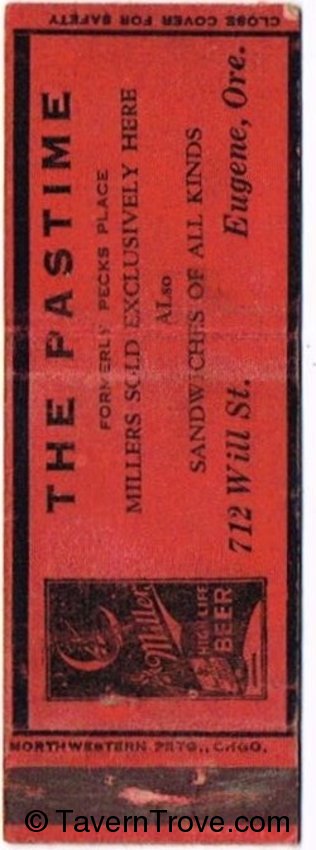 CLOSE COVER FOR SAFETY
THE PASTIME
FORMERLY PECKS PLACE
MILLERS SOLD EXCLUSIVELY HERE
ALso
SANDWICHES OF ALL KINDS
712 Will St. Eugene, Ore.
Miller
HIGH LIFE
BEER
NORTHWESTERN PRTG., CHGO.
© TavernTrove.com